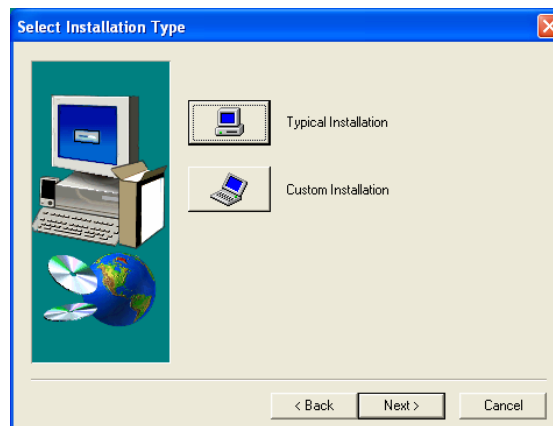 Select Installation Type
Typical Installation
Custom Installation
< Back Next > Cancel